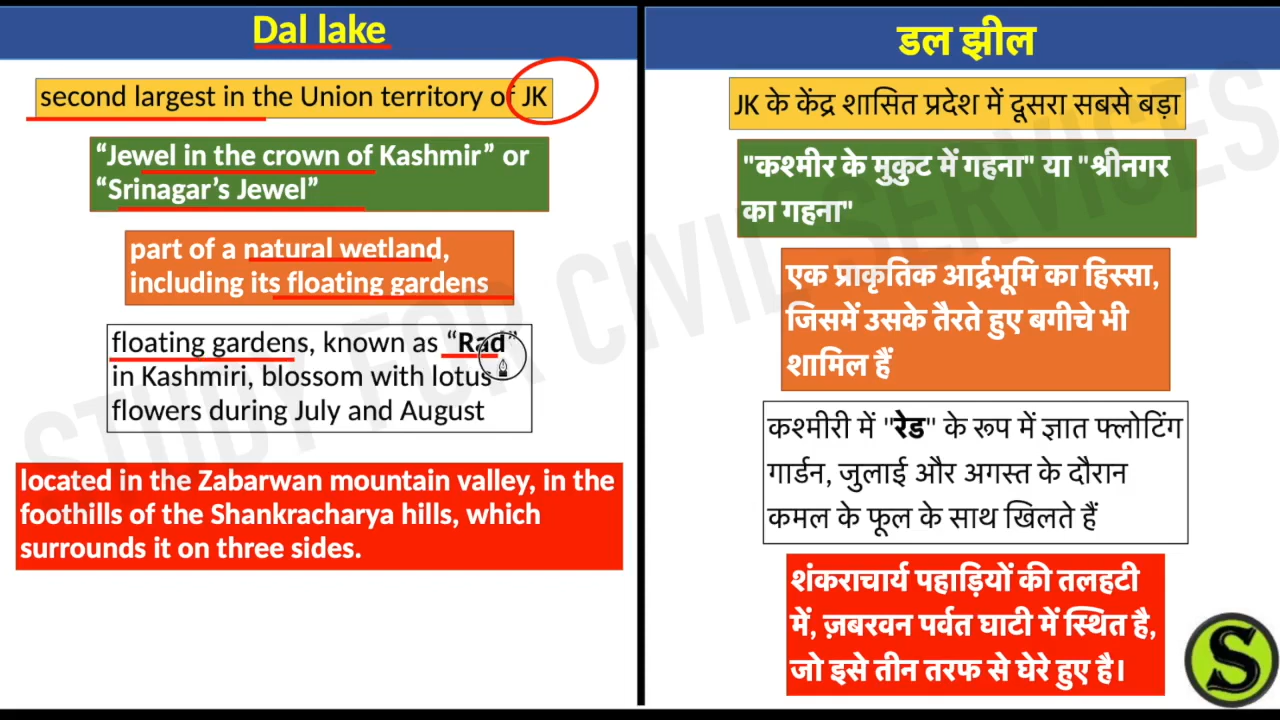 Dal lake
second largest in the Union territory of JK
“Jewel in the crown of Kashmir” or
“Srinagar’s Jewel”
part of a natural wetland,
including its floating gardens
floating gardens, known as “Rad”
in Kashmiri, blossom with lotus
flowers during July and August
located in the Zabarwan mountain valley, in the
foothills of the Shankracharya hills, which
surrounds it on three sides.
डल झील
JK के केंद्र शासित प्रदेश में दूसरा सबसे बड़ा
"कश्मीर के मुकुट में गहना" या "श्रीनगर
का गहना"
एक प्राकृतिक आर्द्रभूमि का हिस्सा,
जिसमें उसके तैरते हुए बगीचे भी
शामिल हैं
कश्मीरी में "रेड" के रूप में ज्ञात फ्लोटिंग
गार्डन, जुलाई और अगस्त के दौरान
कमल के फूल के साथ खिलते हैं
शंकराचार्य पहाड़ियों की तलहटी
में, ज़बरवन पर्वत घाटी में स्थित है,
जो इसे तीन तरफ से घेरे हुए है।
STUDY FOR CIVIL SERVICES
S